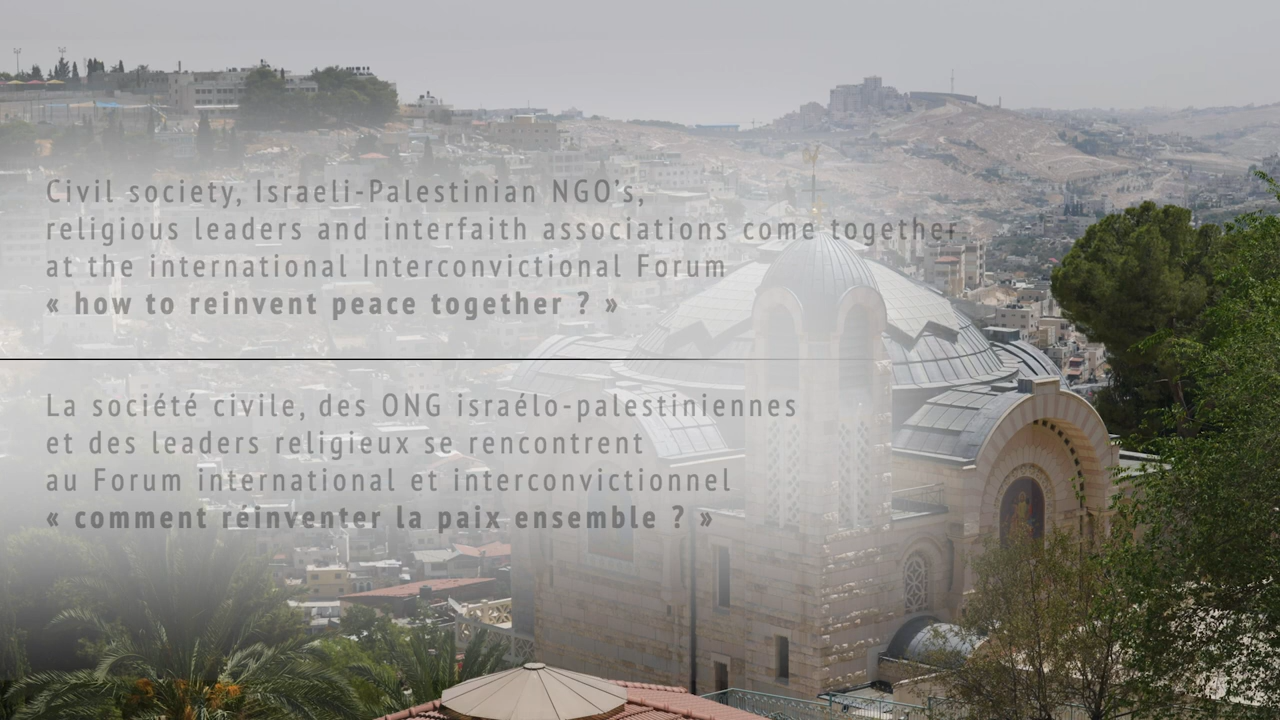 Civil society, Israeli-Palestinian NGO's,
religious leaders and interfaith associations come together
at the international Interconvictional Forum
« how to reinvent peace together ? »
La société civile, des ONG israélo-palestiniennes
et des leaders religieux se rencontrent
au Forum international et interconvictionnel
« comment réinventer la paix ensemble ? »